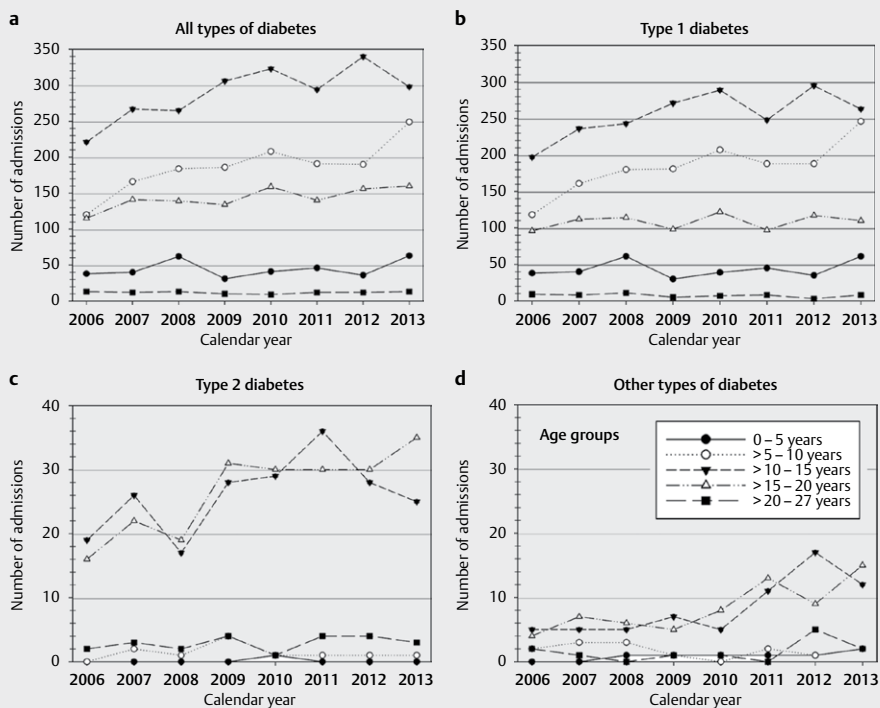 a
All types of diabetes
350
300
250
200
150
100
50
0
Number of admissions
2006 2007 2008 2009 2010 2011 2012 2013
Calendar year
b
Type 1 diabetes
350
300
250
200
150
100
50
0
Number of admissions
2006 2007 2008 2009 2010 2011 2012 2013
Calendar year
c
Type 2 diabetes
40
30
20
10
0
Number of admissions
2006 2007 2008 2009 2010 2011 2012 2013
Calendar year
d
Other types of diabetes
40
30
20
10
0
Number of admissions
Age groups
0 – 5 years
> 5 – 10 years
> 10 – 15 years
> 15 – 20 years
> 20 – 27 years
2006 2007 2008 2009 2010 2011 2012 2013
Calendar year